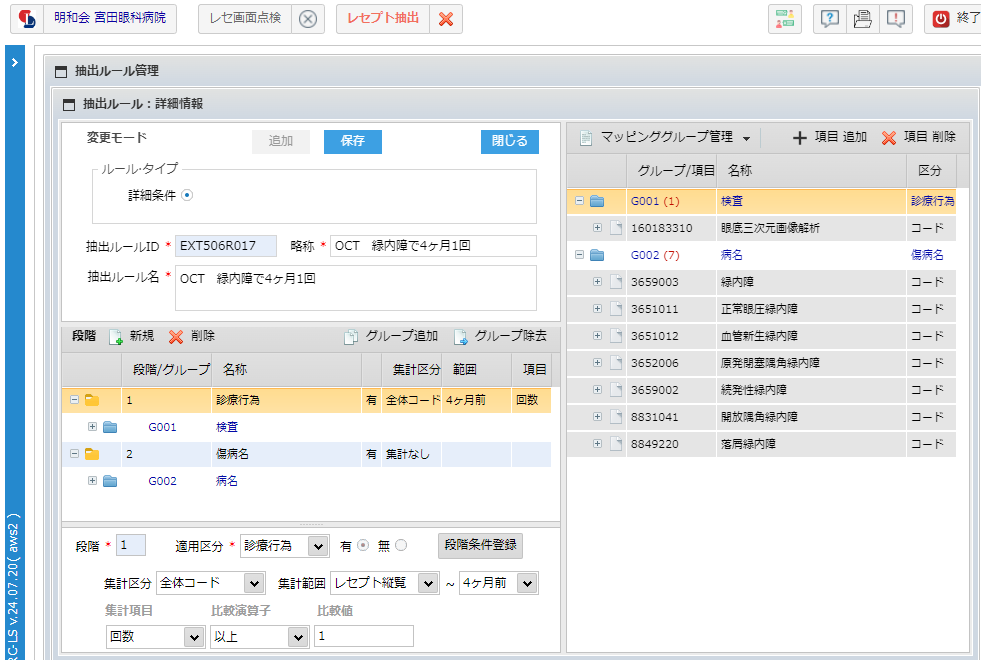 明和会 宮田眼科病院
レセ画面点検
レセプト抽出
終了
抽出ルール管理
抽出ルール：詳細情報
変更モード
追加
保存
閉じる
ルール・タイプ
詳細条件
抽出ルールID * EXT506R017
略称 * OCT 緑内障で4ヶ月1回
抽出ルール名 * OCT 緑内障で4ヶ月1回
段階 新規 削除 グループ追加 グループ除去
段階/グループ 名称 集計区分 範囲 項目
1 診療行為 有 全体コード 4ヶ月前 回数
G001 検査
2 傷病名 有 集計なし
G002 病名
段階 * 1 適用区分 * 診療行為 有 無 段階条件登録
集計区分 全体コード 集計範囲 レセプト縦覧 ~ 4ヶ月前
集計項目 比較演算子 比較値
回数 以上 1
マッピンググループ管理 項目 追加 項目 削除
グループ/項目 名称 区分
G001 (1) 検査 診療行為
160183310 眼底三次元画像解析 コード
G002 (7) 病名 傷病名
3659003 緑内障 コード
3651011 正常眼圧緑内障 コード
3651012 血管新生緑内障 コード
3652006 原発閉塞隅角緑内障 コード
3659002 続発性緑内障 コード
8831041 開放隅角緑内障 コード
8849220 落屑緑内障 コード
RC-LS v.24.07.20( aws2 )